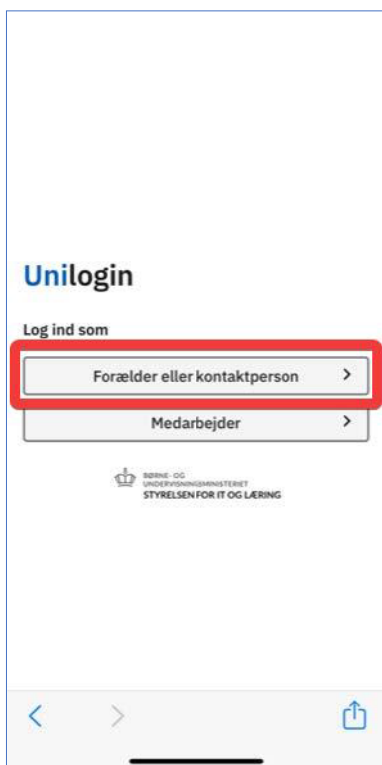 Unilogin
Log ind som
Forælder eller kontaktperson
Medarbejder
BØRNE- OG
UNDERVISNINGSMINISTERIET
STYRELSEN FOR IT OG LÆRING